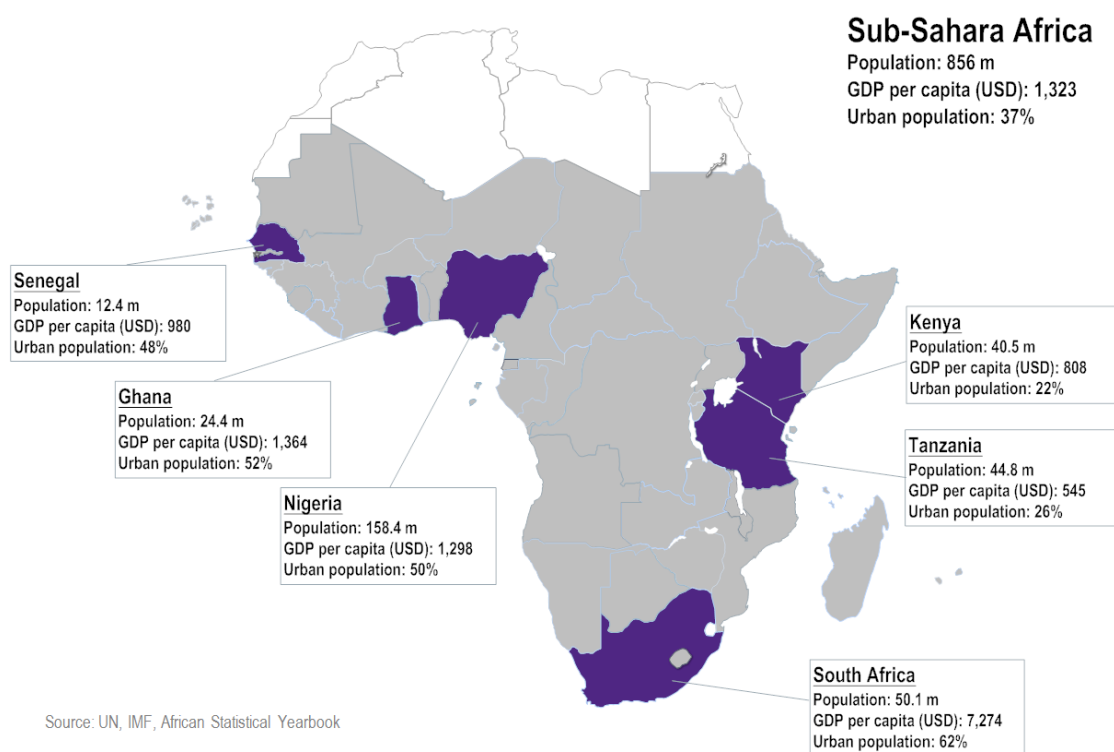 Sub-Sahara Africa
Population: 856 m
GDP per capita (USD): 1,323
Urban population: 37%
Senegal
Population: 12.4 m
GDP per capita (USD): 980
Urban population: 48%
Ghana
Population: 24.4 m
GDP per capita (USD): 1,364
Urban population: 52%
Nigeria
Population: 158.4 m
GDP per capita (USD): 1,298
Urban population: 50%
Kenya
Population: 40.5 m
GDP per capita (USD): 808
Urban population: 22%
Tanzania
Population: 44.8 m
GDP per capita (USD): 545
Urban population: 26%
South Africa
Population: 50.1 m
GDP per capita (USD): 7,274
Urban population: 62%
Source: UN, IMF, African Statistical Yearbook